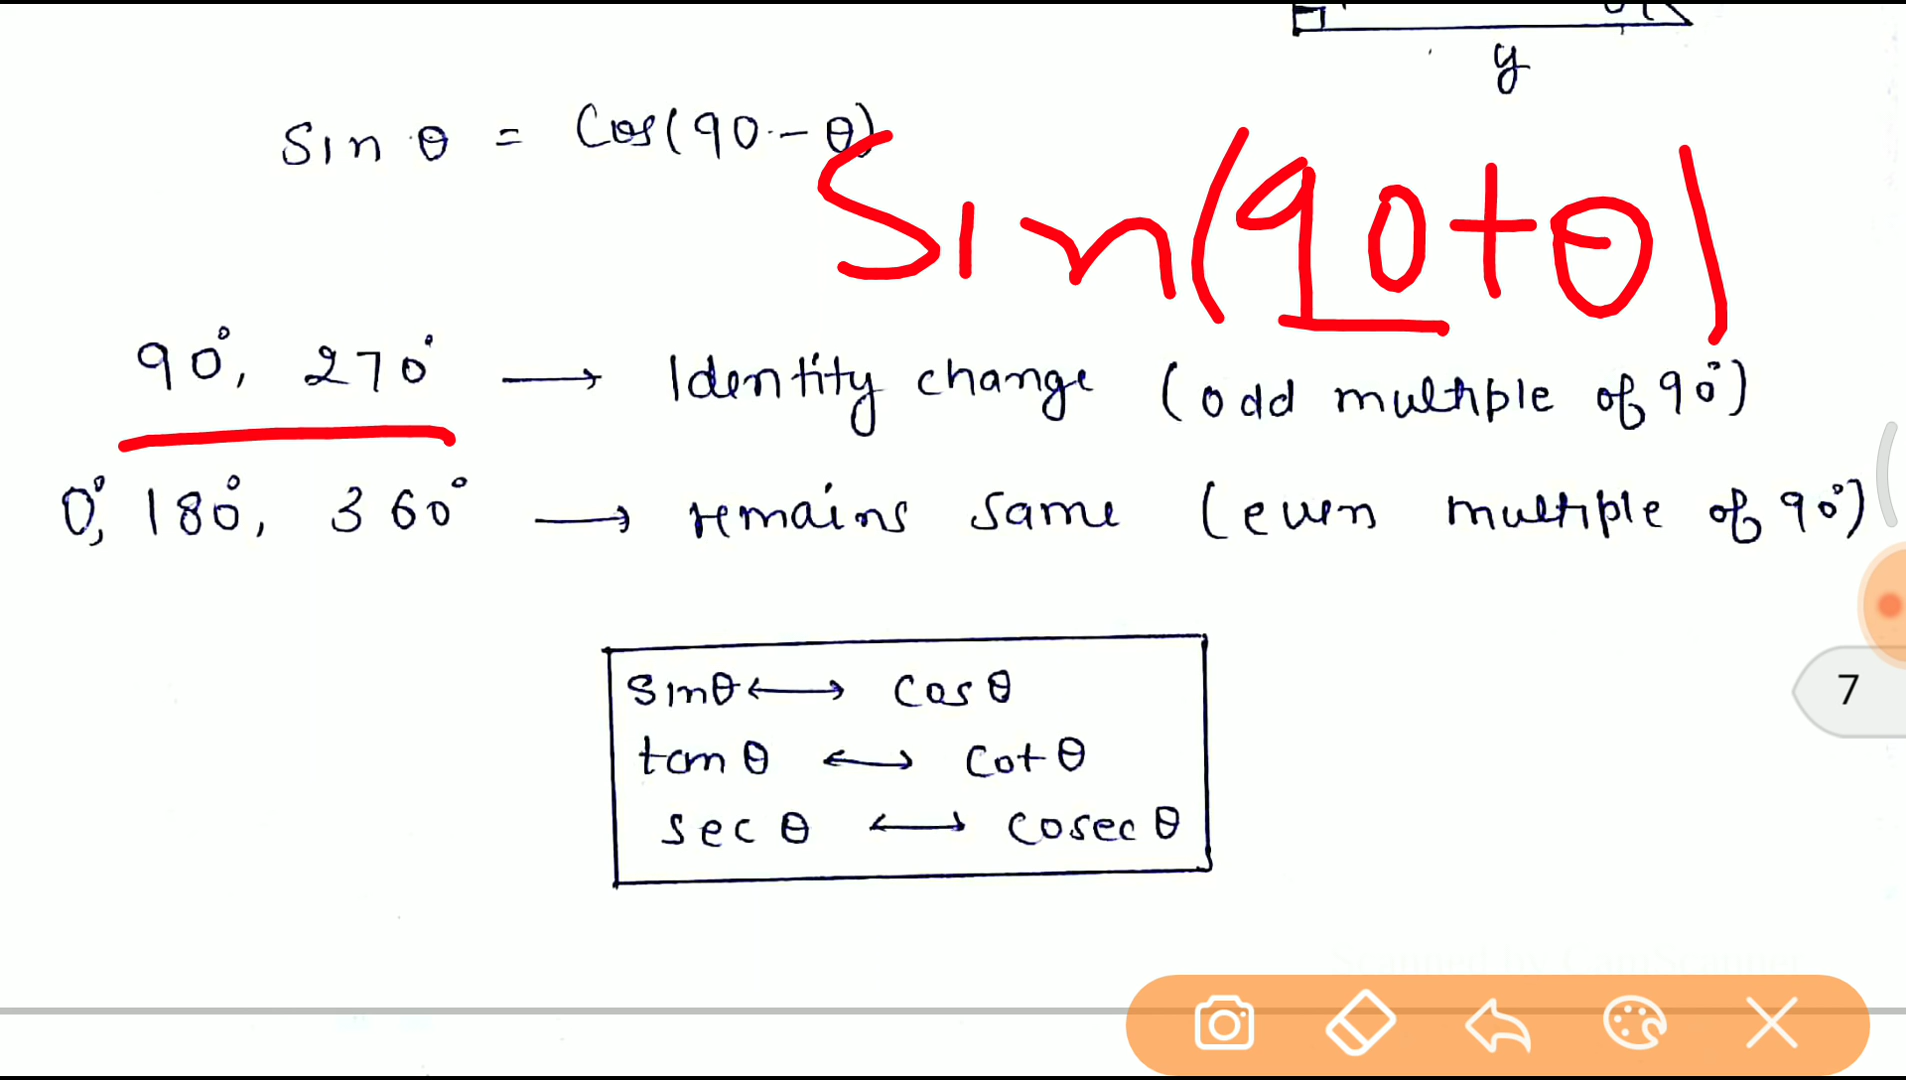 y
Sin θ = Cos(90 - θ)
Sin(90+θ)
90°, 270° → Identity change (odd multiple of 90°)
0°, 180°, 360° → remains same (even multiple of 90°)
sinθ ↔ cosθ
tan θ ↔ cot θ
sec θ ↔ cosec θ
7